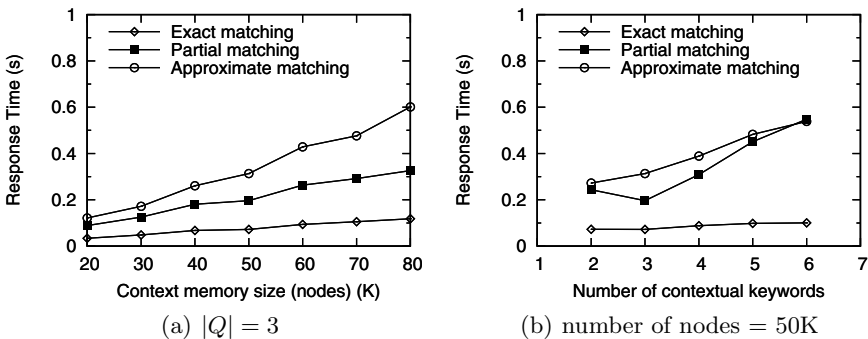 Response Time (s)
1
0.8
0.6
0.4
0.2
0
Exact matching
Partial matching
Approximate matching
20 30 40 50 60 70 80
Context memory size (nodes) (K)
(a) |Q| = 3
Response Time (s)
1
0.8
0.6
0.4
0.2
0
Exact matching
Partial matching
Approximate matching
1 2 3 4 5 6 7
Number of contextual keywords
(b) number of nodes = 50K